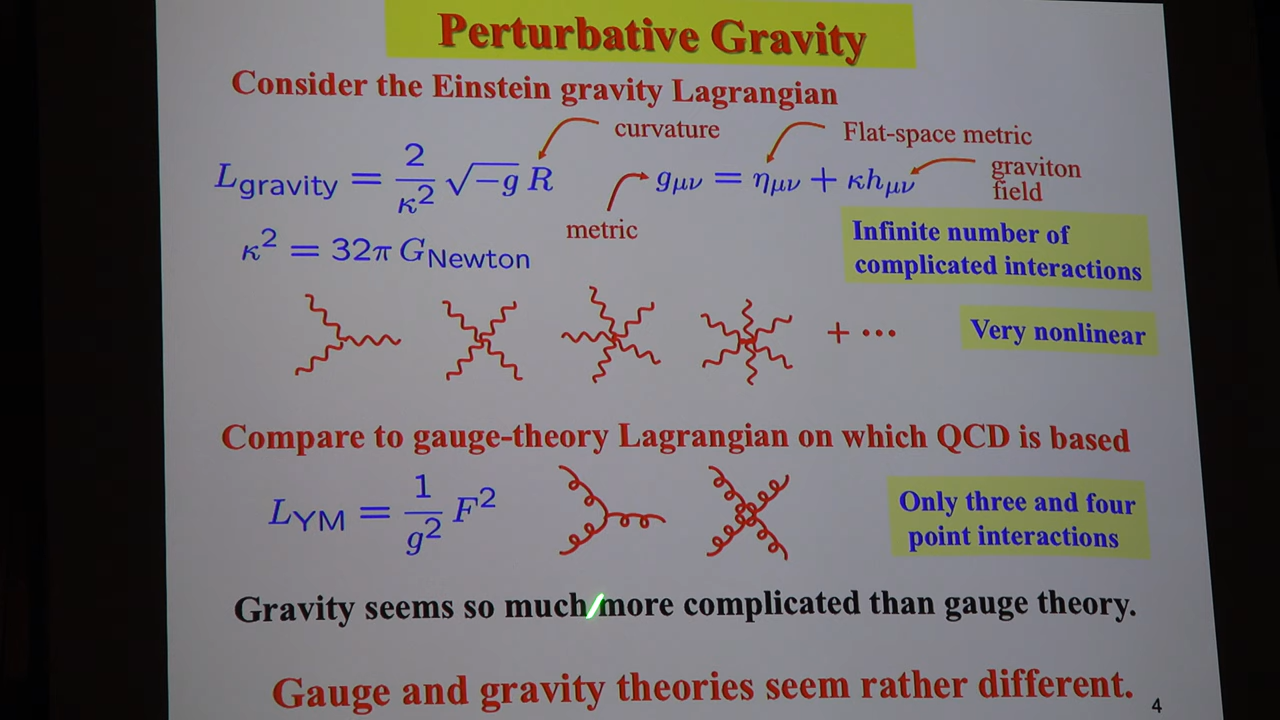 Perturbative Gravity
Consider the Einstein gravity Lagrangian
curvature
Flat-space metric
L_gravity = 2/κ² √−g R
g_μν = η_μν + κh_μν
graviton
field
metric
κ² = 32π G_Newton
Infinite number of
complicated interactions
+ ···
Very nonlinear
Compare to gauge-theory Lagrangian on which QCD is based
L_YM = 1/g² F²
Only three and four
point interactions
Gravity seems so much more complicated than gauge theory.
Gauge and gravity theories seem rather different.
4